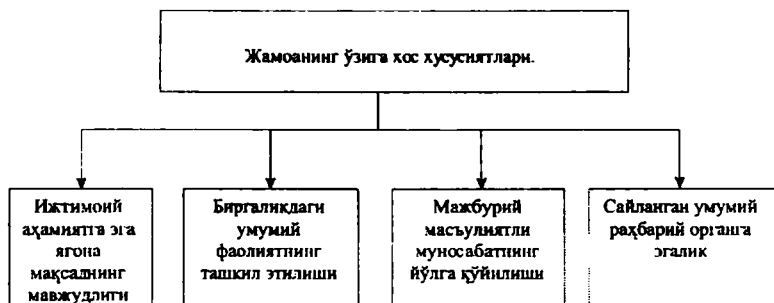 Жамоанинг ўзига хос хусусиятлари.
Ижтимоий
аҳамиятга эга
ягона
мақсаднинг
мавжудлиги
Биргаликдаги
умумий
фаолиятнинг
ташкил этилиши
Мажбурий
масъулиятли
муносабатнинг
йўлга қўйилиши
Сайланган умумий
раҳбарий органга
эгалик